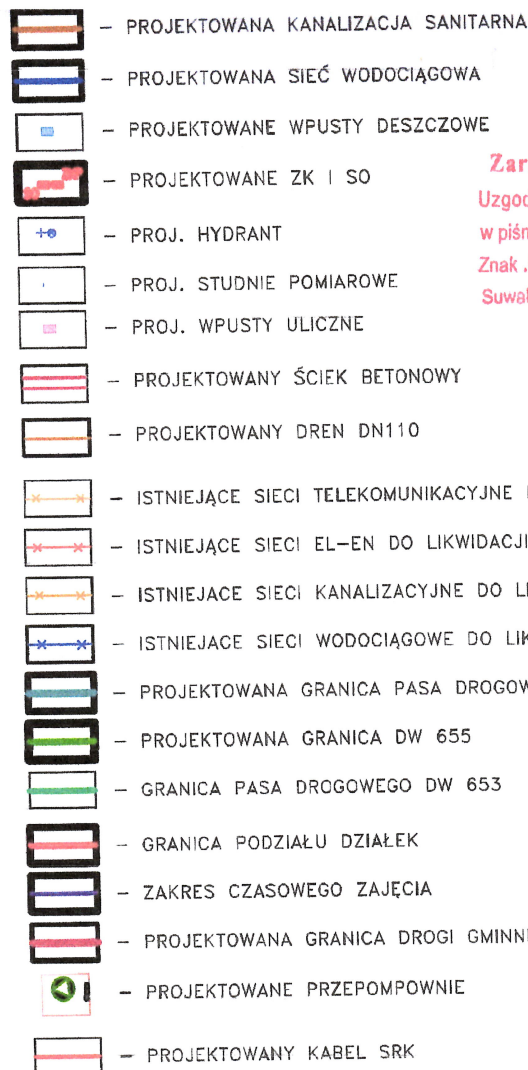 – PROJEKTOWANA KANALIZACJA SANITARNA
– PROJEKTOWANA SIEĆ WODOCIĄGOWA
– PROJEKTOWANE WPUSTY DESZCZOWE
– PROJEKTOWANE ZK I SO
– PROJ. HYDRANT
– PROJ. STUDNIE POMIAROWE
– PROJ. WPUSTY ULICZNE
– PROJEKTOWANY ŚCIEK BETONOWY
– PROJEKTOWANY DREN DN110
– ISTNIEJĄCE SIECI TELEKOMUNIKACYJNE
– ISTNIEJĄCE SIECI EL–EN DO LIKWIDACJI
– ISTNIEJACE SIECI KANALIZACYJNE DO
– ISTNIEJACE SIECI WODOCIĄGOWE DO
– PROJEKTOWANA GRANICA PASA
– PROJEKTOWANA GRANICA DW 655
– GRANICA PASA DROGOWEGO DW 653
– GRANICA PODZIAŁU DZIAŁEK
– ZAKRES CZASOWEGO ZAJĘCIA
– PROJEKTOWANA GRANICA DROGI
– PROJEKTOWANE PRZEPOMPOWNIE
– PROJEKTOWANY KABEL SRK
Zar
Uzgod
w piśm
Znak .
Suwał